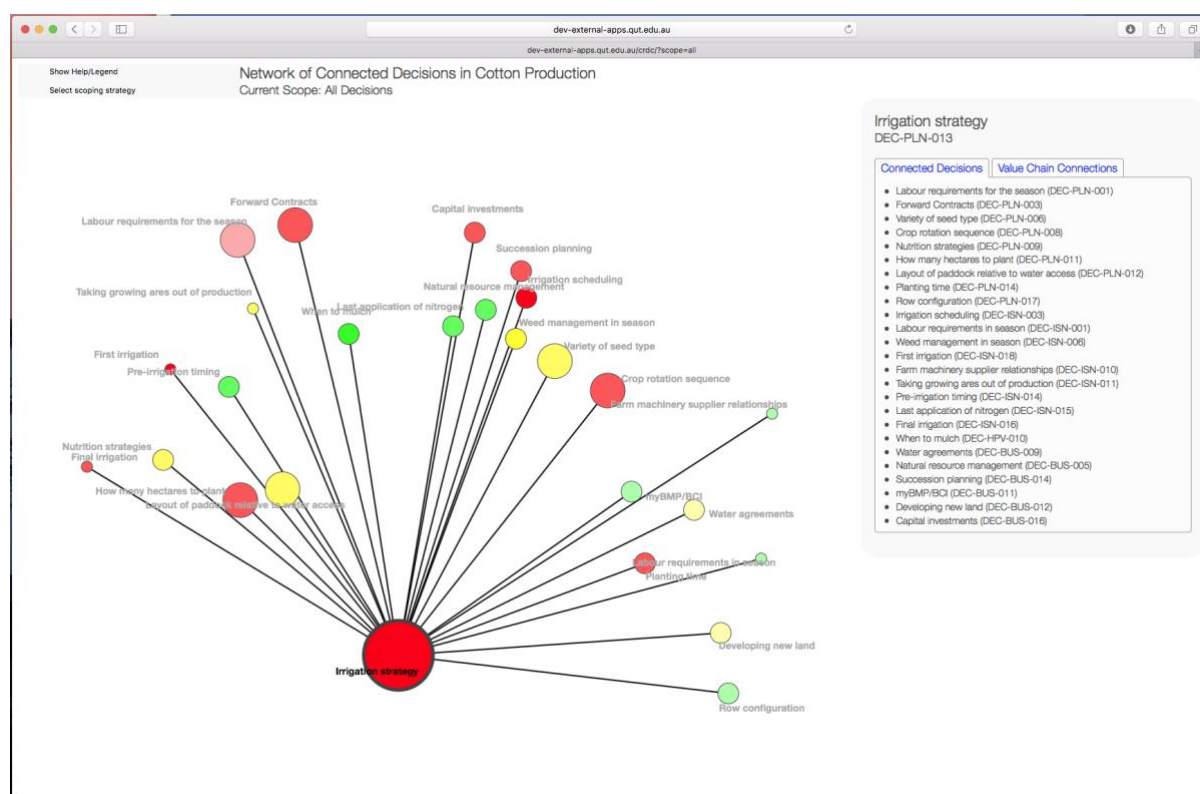 dev-external-apps.qut.edu.au
dev-external-apps.qut.edu.au/crdc/?scope=all
Show Help/Legend
Select scoping strategy
Network of Connected Decisions in Cotton Production
Current Scope: All Decisions
Irrigation strategy
DEC-PLN-013
Connected Decisions
Value Chain Connections
Labour requirements for the season (DEC-PLN-001)
Forward Contracts (DEC-PLN-003)
Variety of seed type (DEC-PLN-006)
Crop rotation sequence (DEC-PLN-008)
Nutrition strategies (DEC-PLN-009)
How many hectares to plant (DEC-PLN-011)
Layout of paddock relative to water access (DEC-PLN-012)
Planting time (DEC-PLN-014)
Row configuration (DEC-PLN-017)
Irrigation scheduling (DEC-ISN-003)
Labour requirements in season (DEC-ISN-001)
Weed management in season (DEC-ISN-006)
First irrigation (DEC-ISN-018)
Farm machinery supplier relationships (DEC-ISN-010)
Taking growing ares out of production (DEC-ISN-011)
Pre-irrigation timing (DEC-ISN-014)
Last application of nitrogen (DEC-ISN-015)
Final irrigation (DEC-ISN-016)
When to mulch (DEC-HPV-010)
Water agreements (DEC-BUS-009)
Natural resource management (DEC-BUS-005)
Succession planning (DEC-BUS-014)
myBMP/BCI (DEC-BUS-011)
Developing new land (DEC-BUS-012)
Capital investments (DEC-BUS-016)
Forward Contracts
Labour requirements for the season
Capital investments
Succession planning
Irrigation scheduling
Natural resource management
Taking growing ares out of production
Last application of nitrogen
When to mulch
Weed management in season
Variety of seed type
First irrigation
Pre-irrigation timing
Crop rotation sequence
Farm machinery supplier relationships
Nutrition strategies
Final irrigation
How many hectares to plant
Layout of paddock relative to water access
myBMP/BCI
Water agreements
Labour requirements in season
Planting time
Developing new land
Irrigation strategy
Row configuration